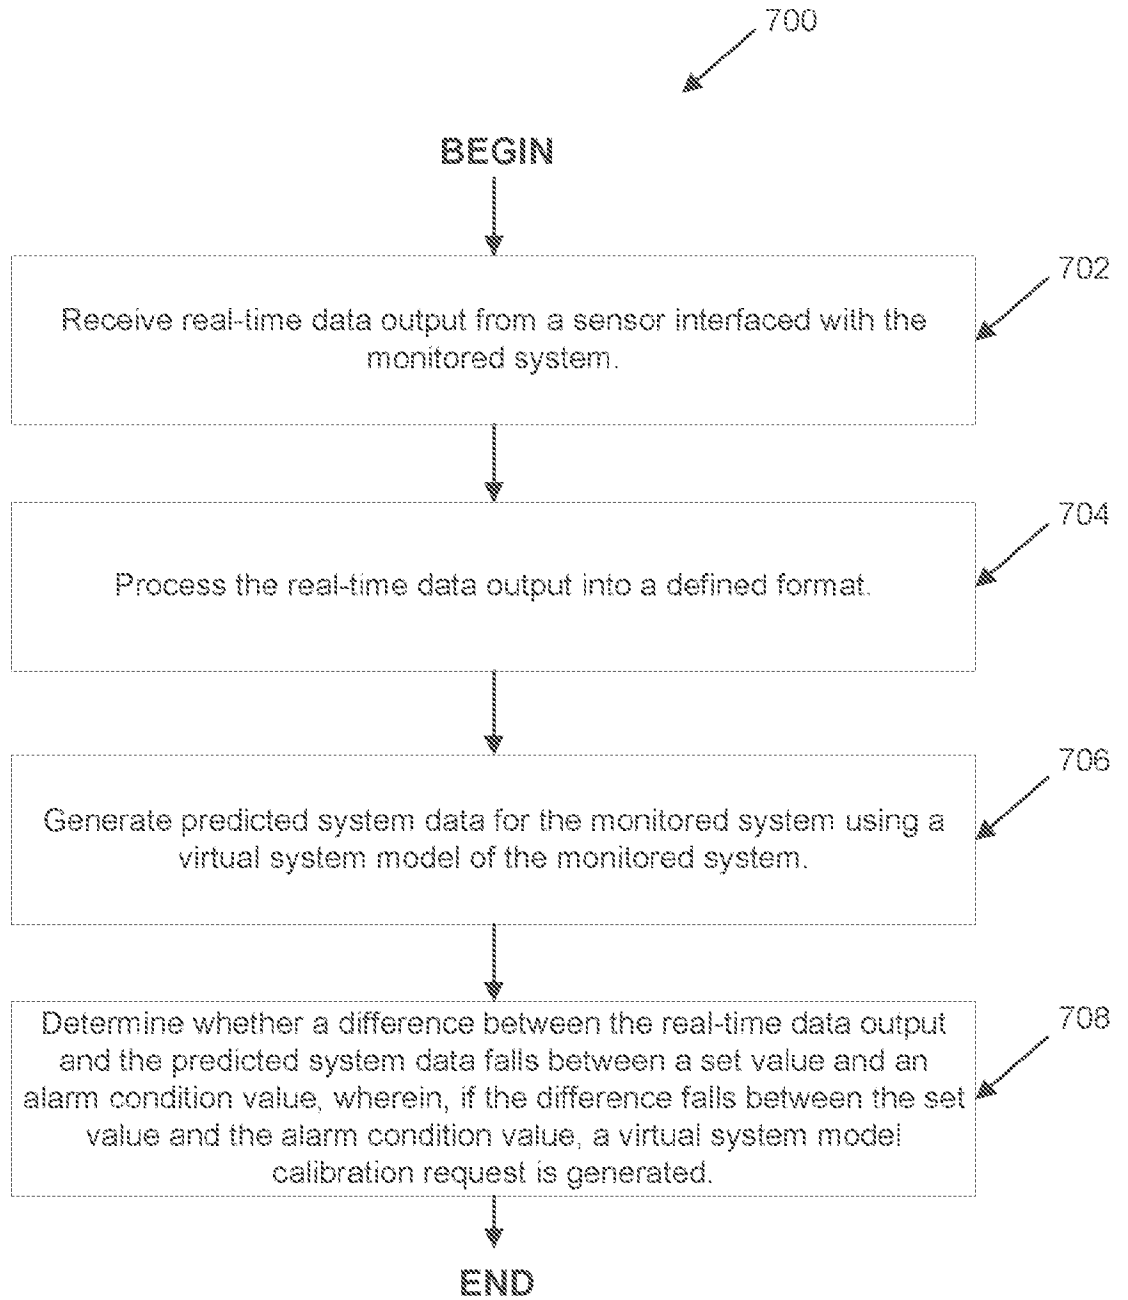 700
BEGIN
702
Receive real-time data output from a sensor interfaced with the
monitored system.
704
Process the real-time data output into a defined format.
706
Generate predicted system data for the monitored system using a
virtual system model of the monitored system.
708
Determine whether a difference between the real-time data output
and the predicted system data falls between a set value and an
alarm condition value, wherein, if the difference falls between the set
value and the alarm condition value, a virtual system model
calibration request is generated.
END